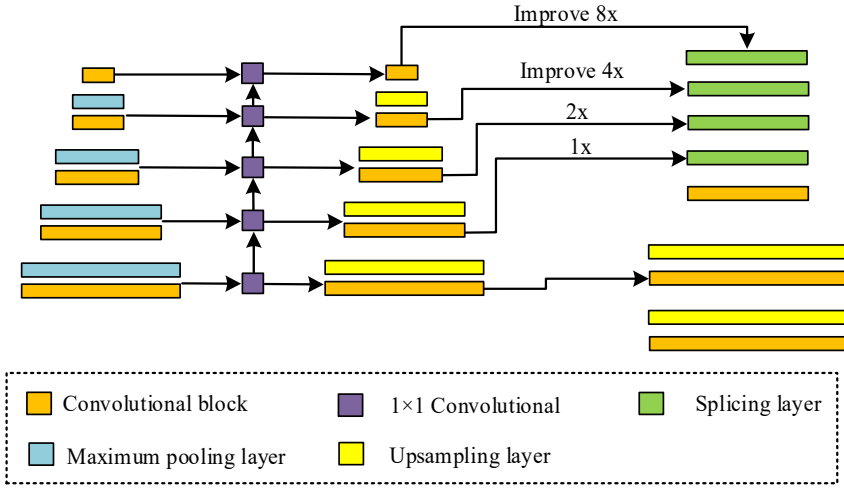 Improve 8x
Improve 4x
2x
1x
Convolutional block
1×1 Convolutional
Splicing layer
Maximum pooling layer
Upsampling layer